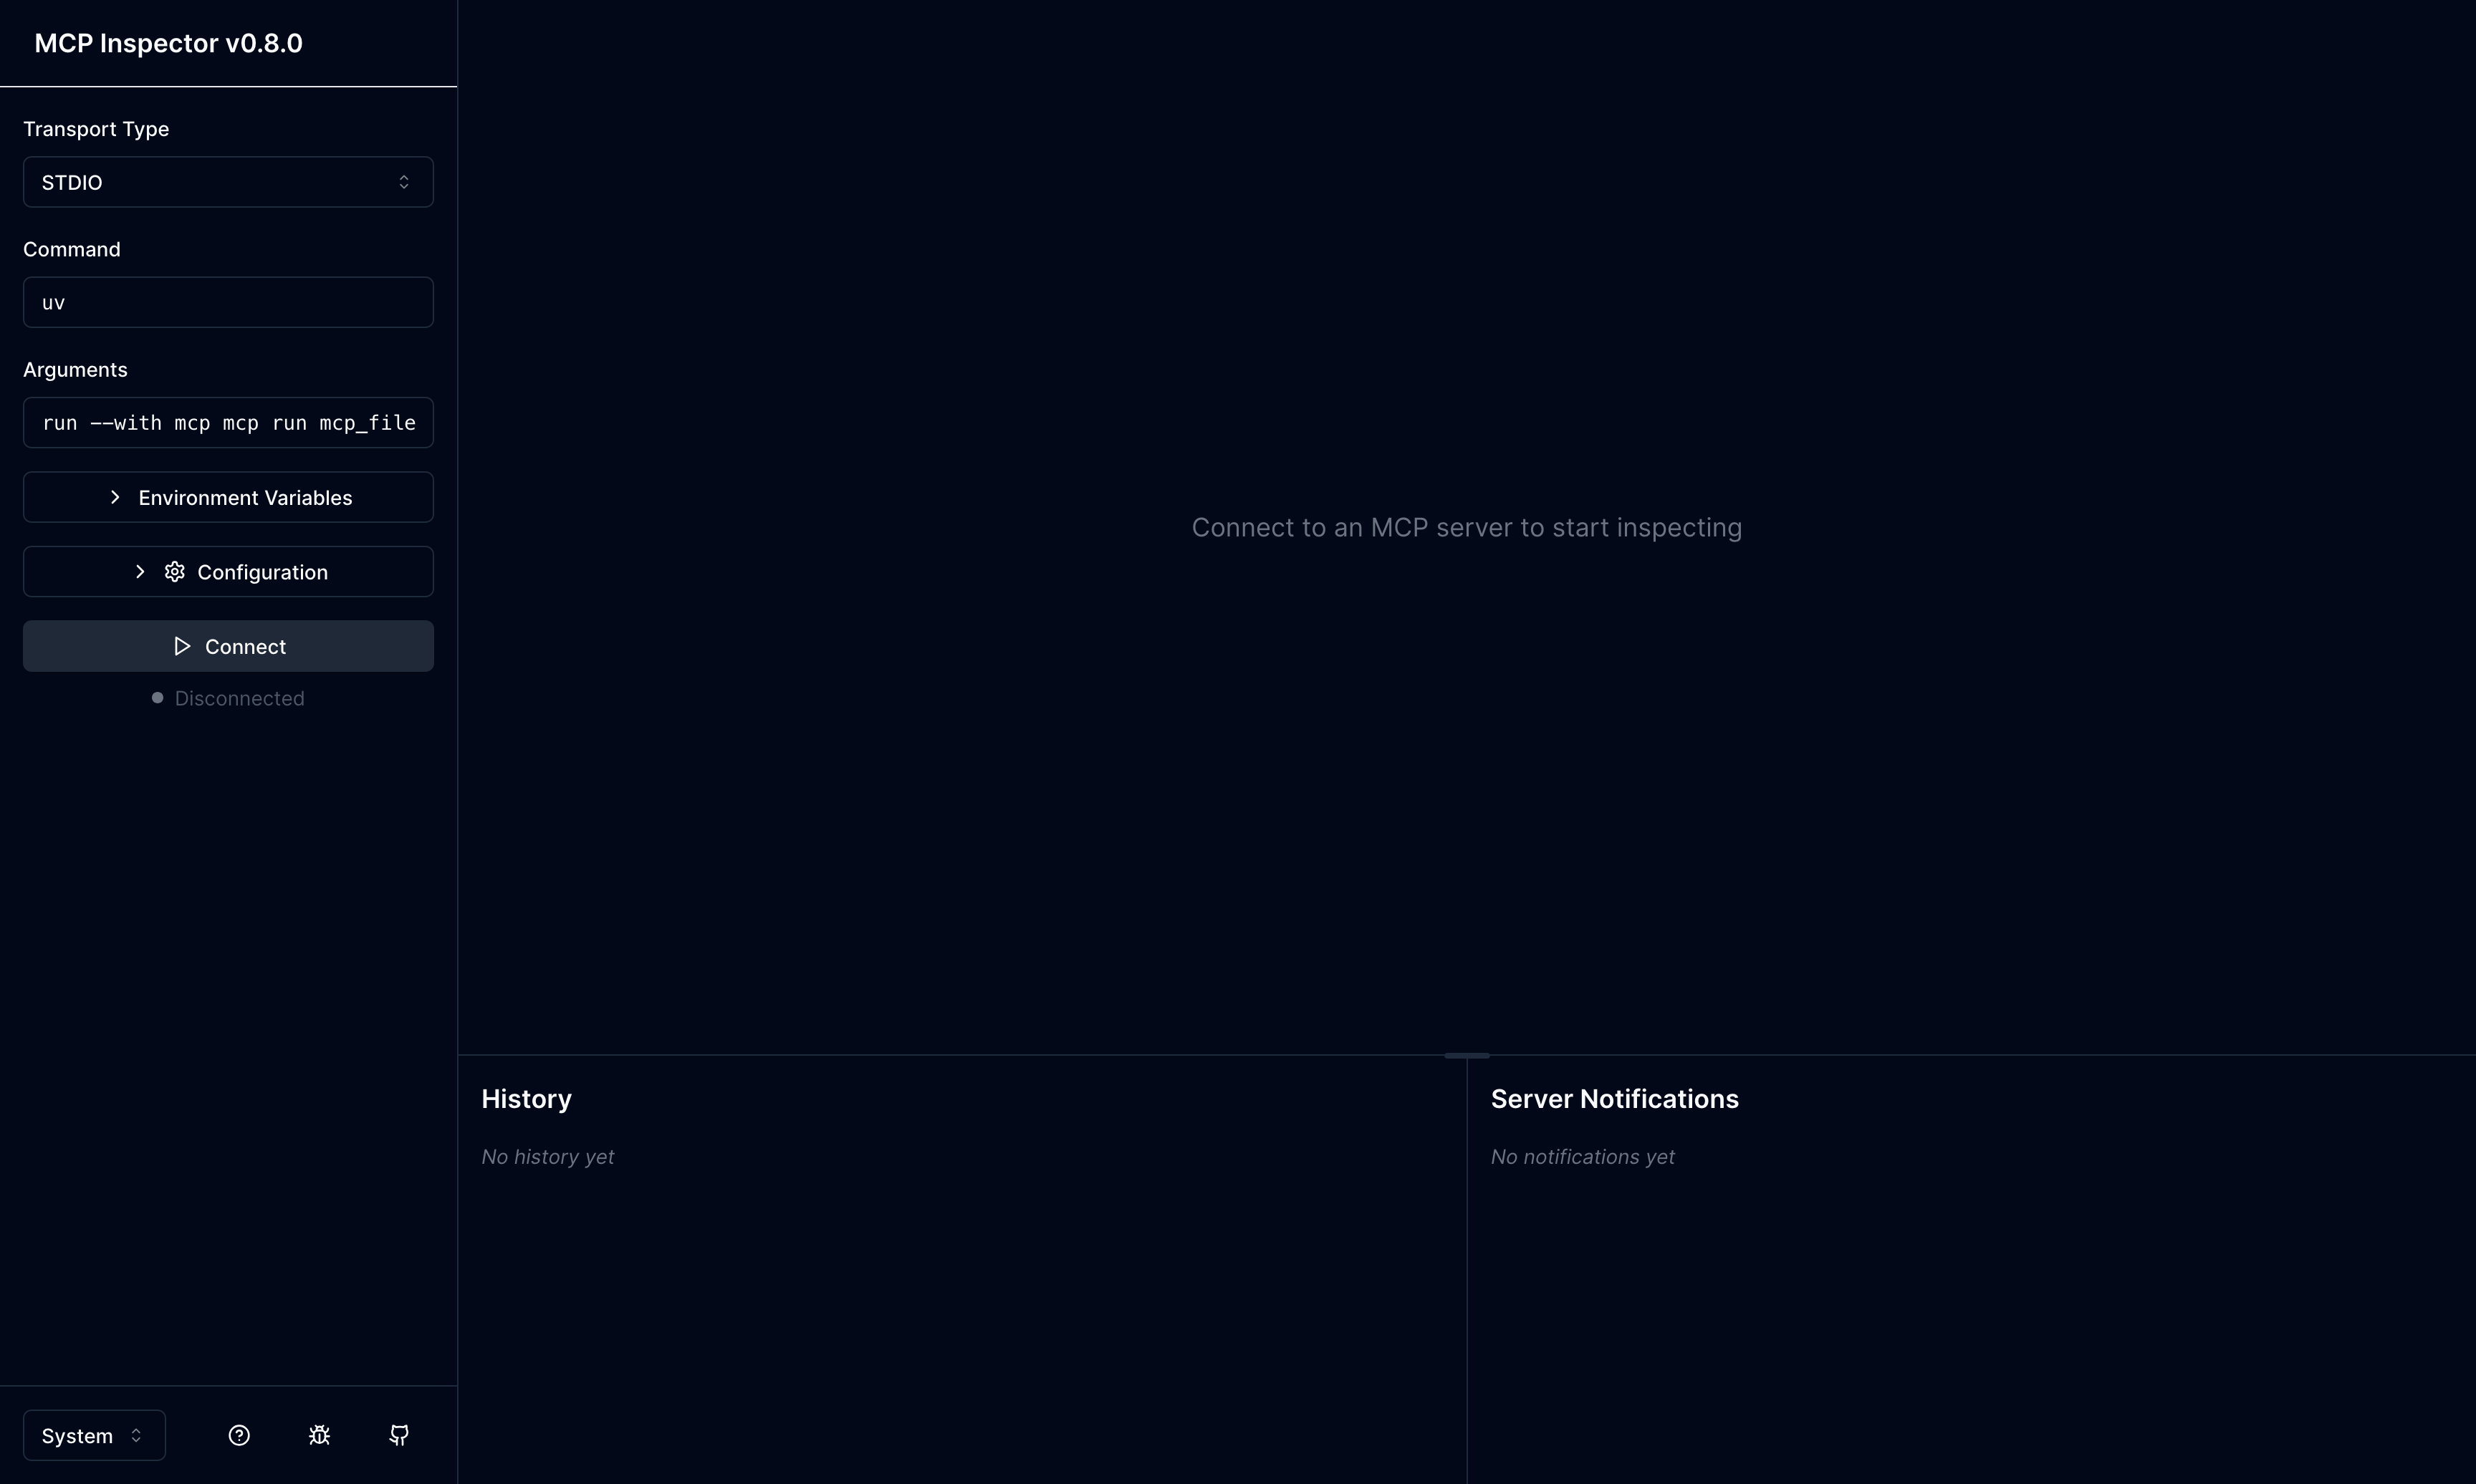 MCP Inspector v0.8.0
Transport Type
STDIO
Command
uv
Arguments
run --with mcp mcp run mcp_file
Environment Variables
Configuration
Connect
Disconnected
System
Connect to an MCP server to start inspecting
History
No history yet
Server Notifications
No notifications yet